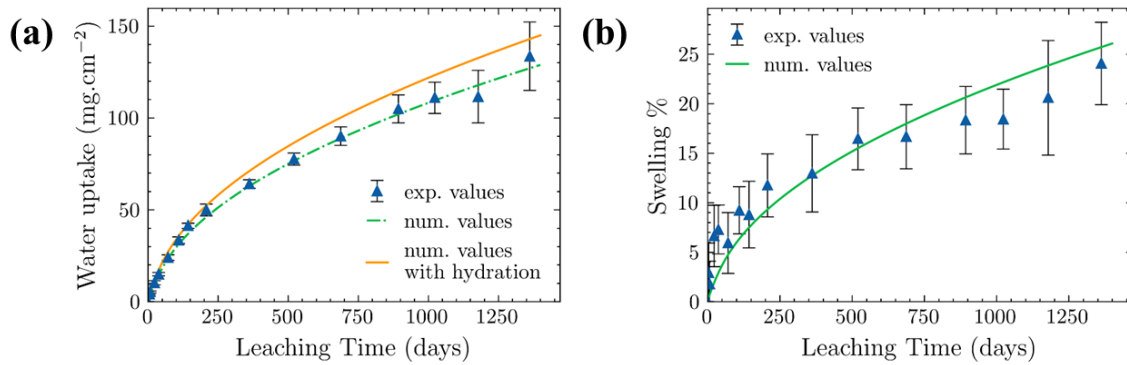 (a)
Water uptake (mg.cm⁻²)
150
100
50
0
exp. values
num. values
num. values
with hydration
0
250
500
750
1000
1250
Leaching Time (days)
(b)
Swelling %
25
20
15
10
5
0
exp. values
num. values
0
250
500
750
1000
1250
Leaching Time (days)